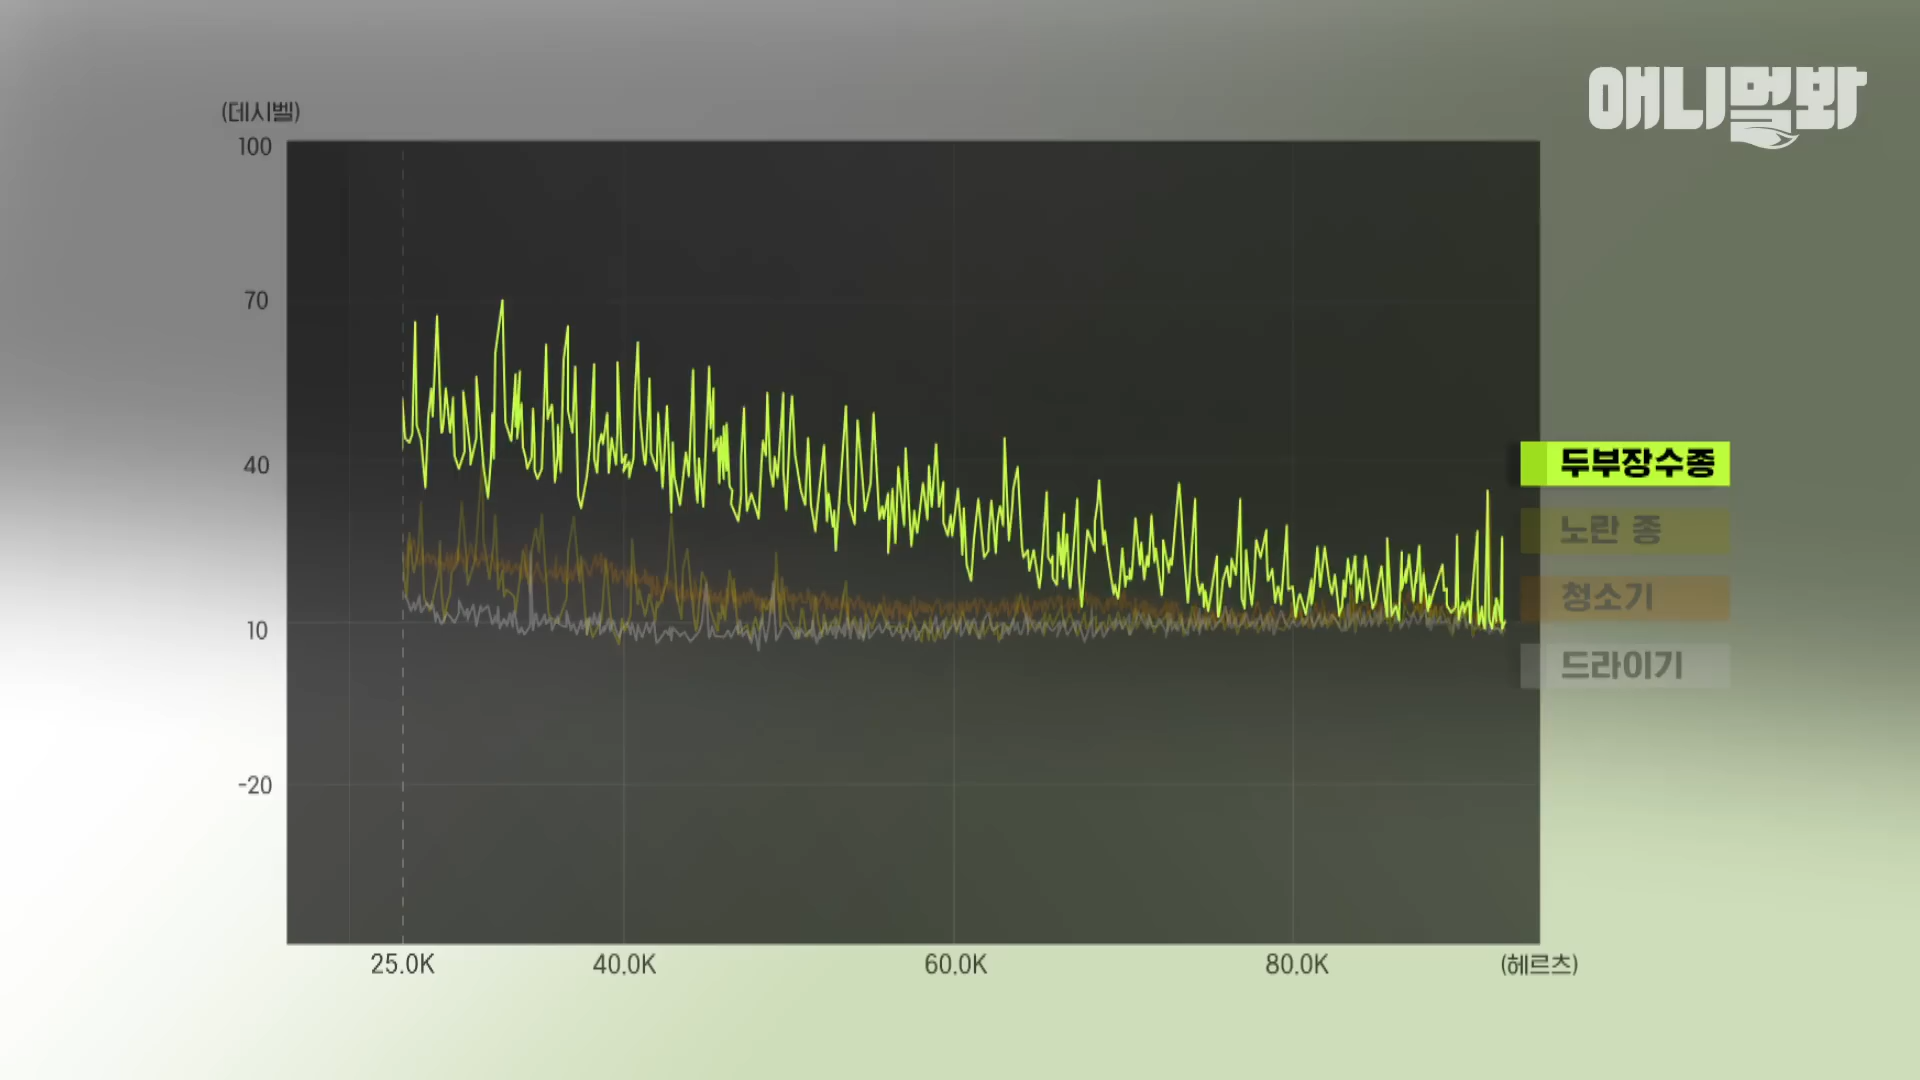 애니멀봐
(데시벨)
100
70
40
10
-20
두부장수종
노란 종
청소기
드라이기
25.0K
40.0K
60.0K
80.0K
(헤르츠)